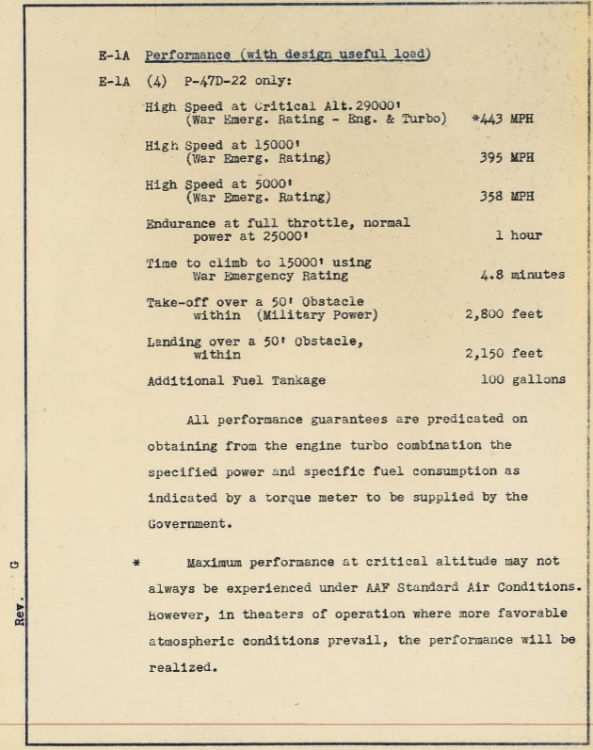 E-1A Performance (with design useful load)
E-1A (4) P-47D-22 only:
High Speed at Critical Alt.29000'
(War Emerg. Rating - Eng. & Turbo) *443 MPH
High Speed at 15000'
(War Emerg. Rating) 395 MPH
High Speed at 5000'
(War Emerg. Rating) 358 MPH
Endurance at full throttle, normal
power at 25000' 1 hour
Time to climb to 15000' using
War Emergency Rating 4.8 minutes
Take-off over a 50' Obstacle
within (Military Power) 2,800 feet
Landing over a 50' Obstacle,
within 2,150 feet
Additional Fuel Tankage 100 gallons
All performance guarantees are predicated on
obtaining from the engine turbo combination the
specified power and specific fuel consumption as
indicated by a torque meter to be supplied by the
Government.
* Maximum performance at critical altitude may not
always be experienced under AAF Standard Air Conditions.
However, in theaters of operation where more favorable
atmospheric conditions prevail, the performance will be
realized.
Rev. G